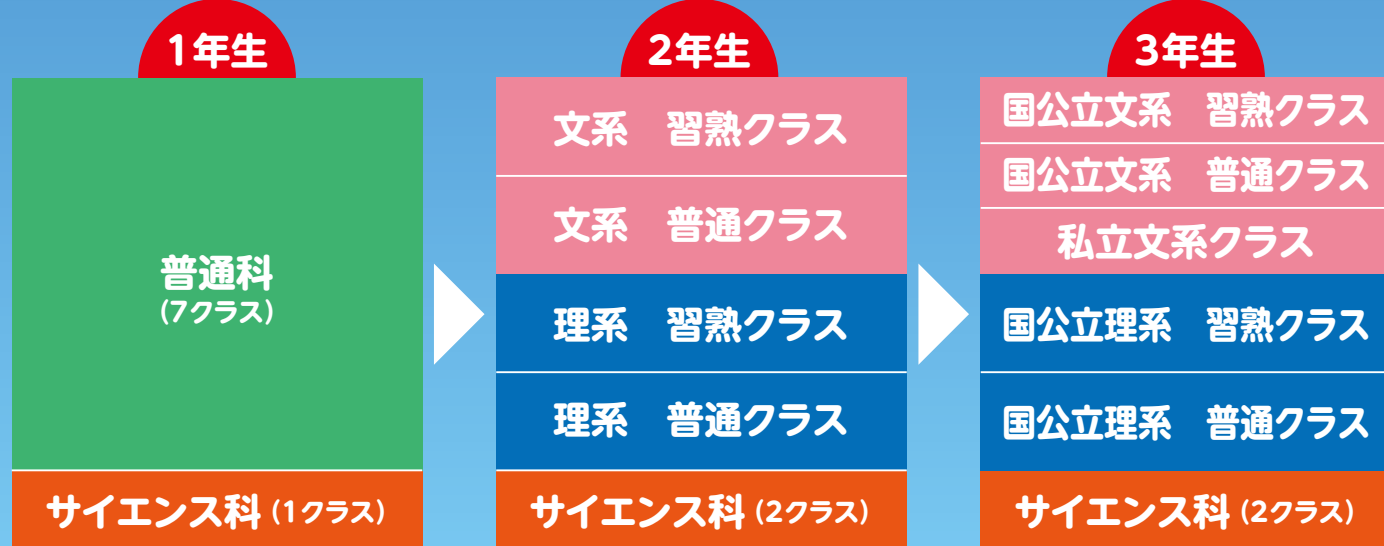 1年生
普通科
(7クラス)
サイエンス科 (1クラス)
2年生
文系 習熟クラス
文系 普通クラス
理系 習熟クラス
理系 普通クラス
サイエンス科 (2クラス)
3年生
国公立文系 習熟クラス
国公立文系 普通クラス
私立文系クラス
国公立理系 習熟クラス
国公立理系 普通クラス
サイエンス科 (2クラス)